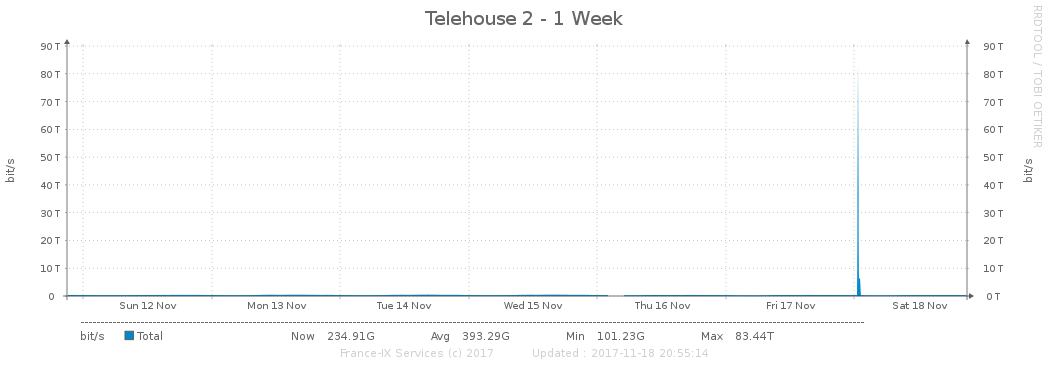 Telehouse 2 - 1 Week
RRDTOOL / TOBI OETIKER
bit/s
90 T 90 T
80 T 80 T
70 T 70 T
60 T 60 T
50 T 50 T
40 T 40 T
30 T 30 T
20 T 20 T
10 T 10 T
0 0 T
bit/s
Sun 12 Nov Mon 13 Nov Tue 14 Nov Wed 15 Nov Thu 16 Nov Fri 17 Nov Sat 18 Nov
bit/s Total Now 234.91G Avg 393.29G Min 101.23G Max 83.44T
France-IX Services (c) 2017 Updated : 2017-11-18 20:55:14